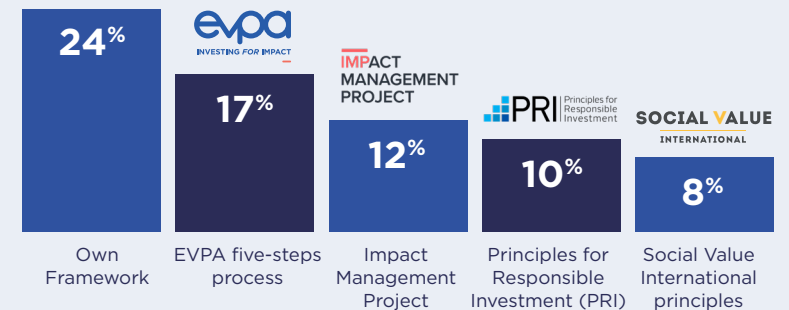 24%
evpa
INVESTING FOR IMPACT
17%
IMPACT
MANAGEMENT
PROJECT
12%
PRI Principles for
Responsible
Investment
10%
SOCIAL VALUE
INTERNATIONAL
8%
Own
Framework
EVPA five-steps
process
Impact
Management
Project
Principles for
Responsible
Investment (PRI)
Social Value
International
principles